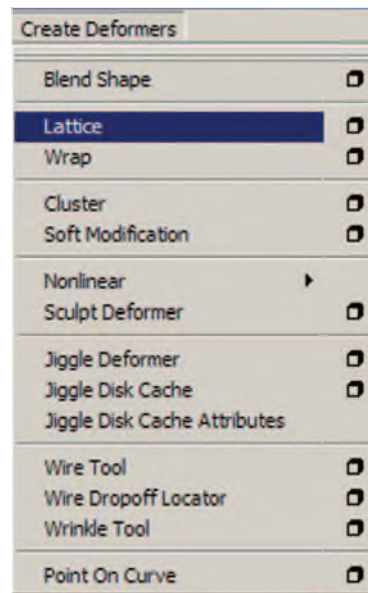 Create Deformers
Blend Shape
Lattice
Wrap
Cluster
Soft Modification
Nonlinear
Sculpt Deformer
Jiggle Deformer
Jiggle Disk Cache
Jiggle Disk Cache Attributes
Wire Tool
Wire Dropoff Locator
Wrinkle Tool
Point On Curve